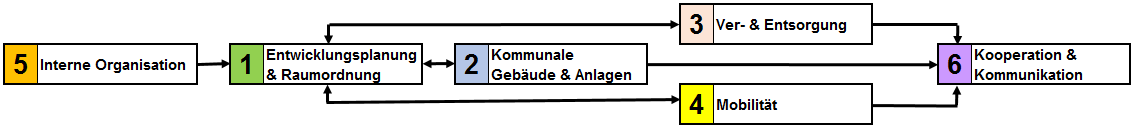 5 Interne Organisation
1 Entwicklungsplanung
& Raumordnung
2 Kommunale
Gebäude & Anlagen
3 Ver- & Entsorgung
4 Mobilität
6 Kooperation &
Kommunikation